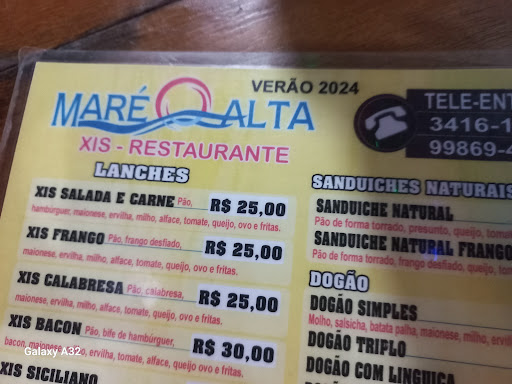 VERÃO 2024
MARÉ ALTA
XIS - RESTAURANTE
TELE-ENT
3416-1
99869-4
LANCHES
XIS SALADA E CARNE Pão,
hambúrguer, maionese, ervilha, milho, alface, tomate, queijo, ovo e fritas.
R$ 25,00
XIS FRANGO Pão, frango desfiado,
maionese, ervilha, milho, alface, tomate, queijo, ovo e fritas.
R$ 25,00
XIS CALABRESA Pão, calabresa,
maionese, ervilha, milho, alface, tomate, queijo, ovo e fritas.
R$ 25,00
XIS BACON Pão, bife de hambúrguer,
bacon, maionese, ervilha, milho, tomate, alface, queijo, ovo e fritas.
R$ 30,00
XIS SICILIANO
SANDUICHES NATURAIS
SANDUICHE NATURAL
Pão de forma torrado, presunto, queijo, tomate
SANDUICHE NATURAL FRANGO
Pão de forma torrado, frango desfiado, queijo, tomate
DOGÃO
DOGÃO SIMPLES
Molho, salsicha, batata palha, maionese, ervilha, milho
DOGÃO TRIPLO
DOGÃO COM LINGUIÇA
Galaxy A32